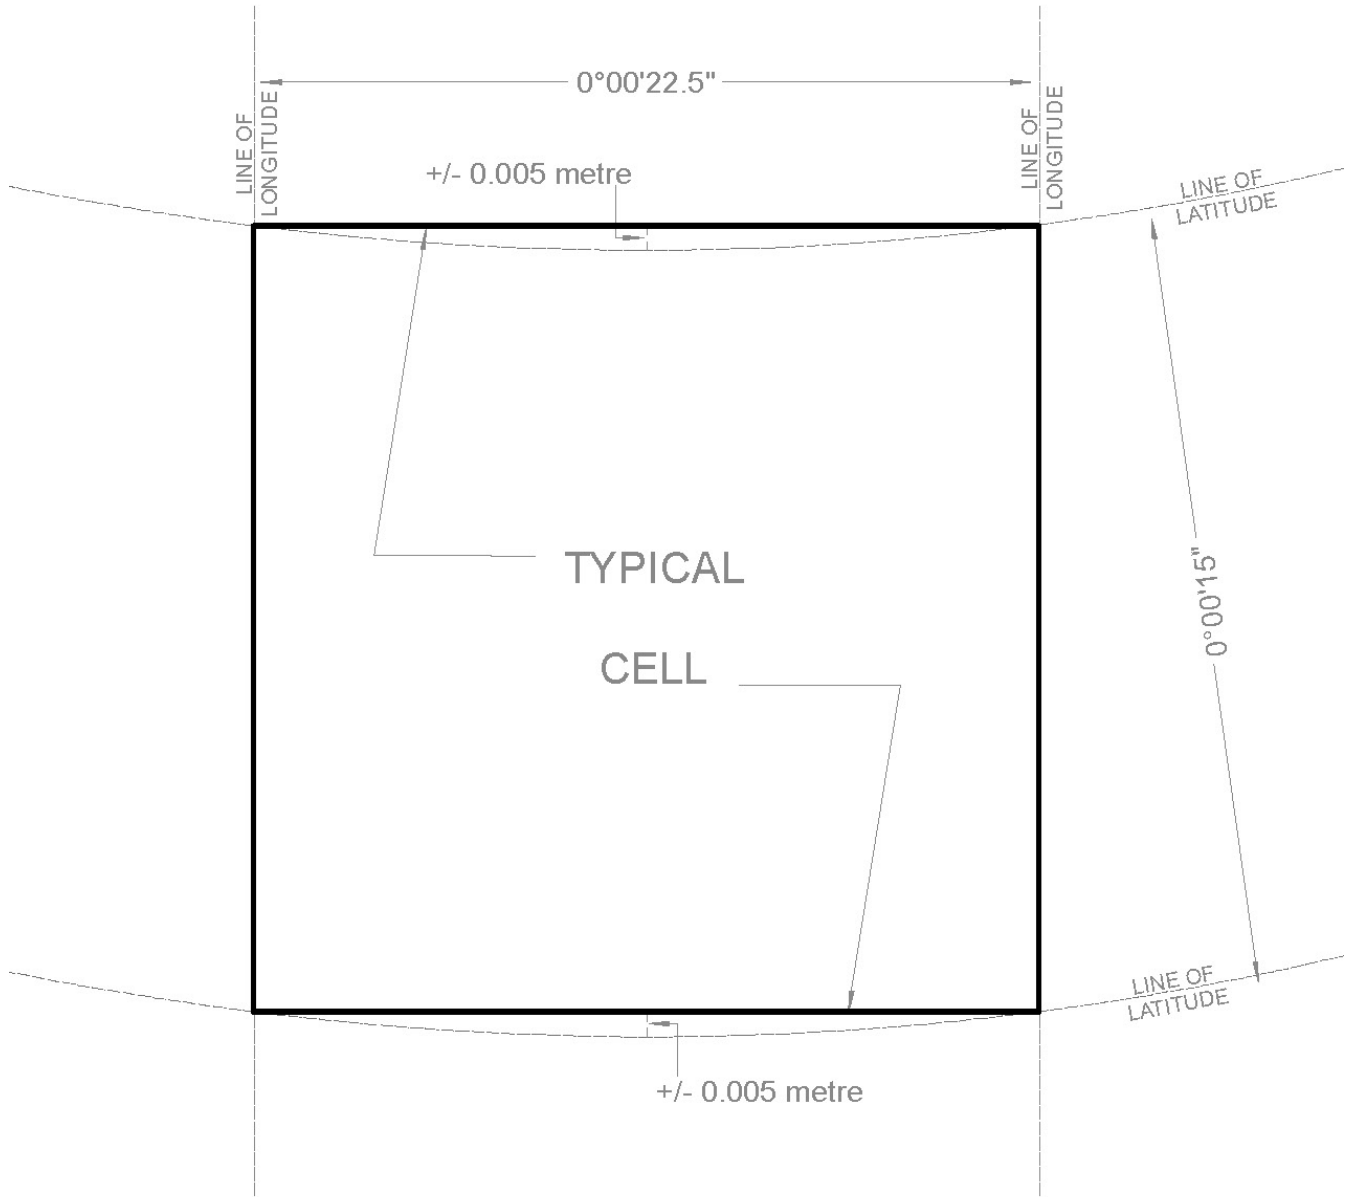 0°00'22.5"
LINE OF
LONGITUDE
LINE OF
LONGITUDE
+/- 0.005 metre
LINE OF
LATITUDE
TYPICAL
0°00'15"
CELL
LINE OF
LATITUDE
+/- 0.005 metre